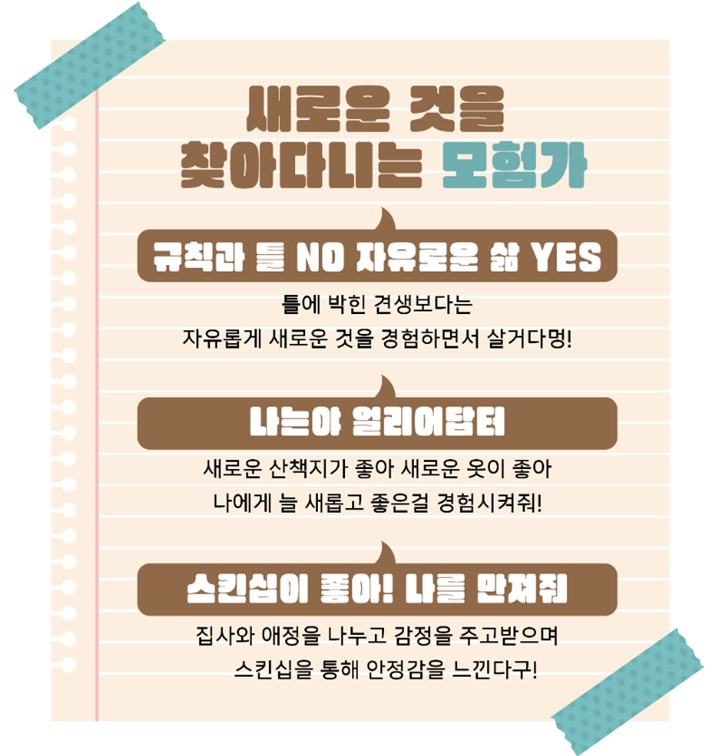 새로운 것을
찾아다니는 모험가
규칙과 틀 NO 자유로운 삶 YES
틀에 박힌 견생보다는
자유롭게 새로운 것을 경험하면서 살거다멍!
나는야 얼리어답터
새로운 산책지가 좋아 새로운 옷이 좋아
나에게 늘 새롭고 좋은걸 경험시켜줘!
스킨십이 좋아! 나를 만져줘
집사와 애정을 나누고 감정을 주고받으며
스킨십을 통해 안정감을 느낀다구!